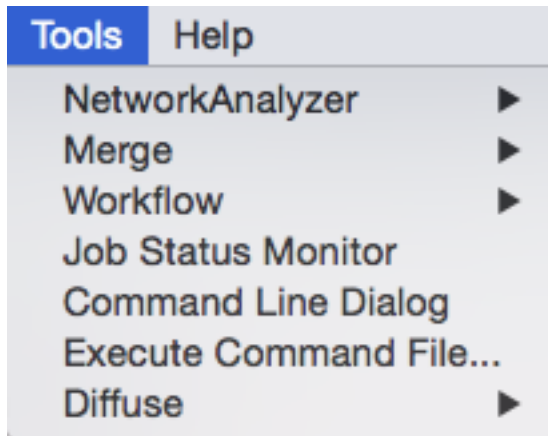 Tools Help
NetworkAnalyzer
Merge
Workflow
Job Status Monitor
Command Line Dialog
Execute Command File...
Diffuse